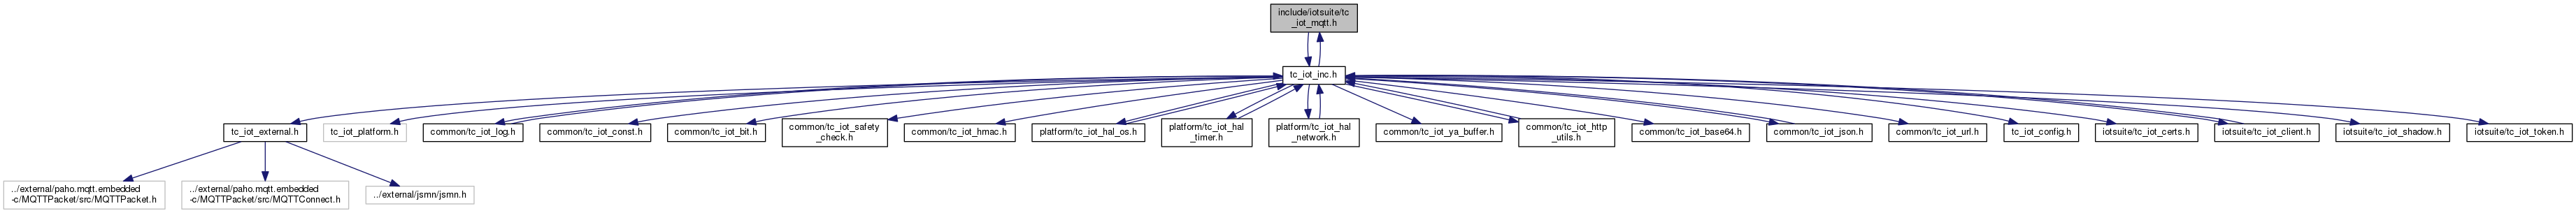 include/iotsuite/tc
_iot_mqtt.h
tc_iot_inc.h
tc_iot_external.h
tc_iot_platform.h
common/tc_iot_log.h
common/tc_iot_const.h
common/tc_iot_bit.h
common/tc_iot_safety
_check.h
common/tc_iot_hmac.h
platform/tc_iot_hal_os.h
platform/tc_iot_hal
_timer.h
platform/tc_iot_hal
_network.h
common/tc_iot_ya_buffer.h
common/tc_iot_http
_utils.h
common/tc_iot_base64.h
common/tc_iot_json.h
common/tc_iot_url.h
tc_iot_config.h
iotsuite/tc_iot_certs.h
iotsuite/tc_iot_client.h
iotsuite/tc_iot_shadow.h
iotsuite/tc_iot_token.h
../external/paho.mqtt.embedded
-c/MQTTPacket/src/MQTTPacket.h
../external/paho.mqtt.embedded
-c/MQTTPacket/src/MQTTConnect.h
../external/jsmn/jsmn.h